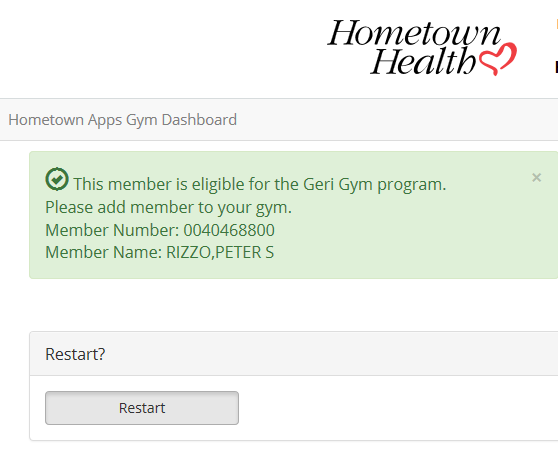 Hometown
Health
Hometown Apps Gym Dashboard
This member is eligible for the Geri Gym program. ×
Please add member to your gym.
Member Number: 0040468800
Member Name: RIZZO,PETER S
Restart?
Restart